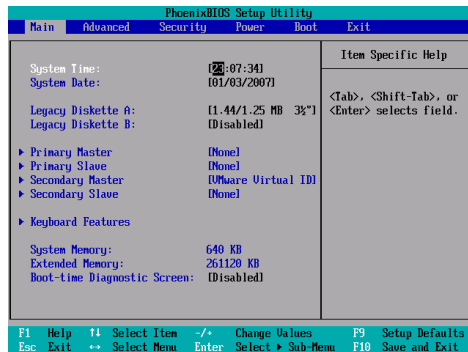 PhoenixBIOS Setup Utility
Main Advanced Security Power Boot Exit
Item Specific Help
System Time: [23:07:34]
System Date: [01/03/2007]
<Tab>, <Shift-Tab>, or
<Enter> selects field.
Legacy Diskette A: [1.44/1.25 MB 3½"]
Legacy Diskette B: [Disabled]
▶ Primary Master [None]
▶ Primary Slave [None]
▶ Secondary Master [VMware Virtual ID]
▶ Secondary Slave [None]
▶ Keyboard Features
System Memory: 640 KB
Extended Memory: 261120 KB
Boot-time Diagnostic Screen: [Disabled]
F1 Help ↑↓ Select Item -/+ Change Values F9 Setup Defaults
Esc Exit ↔ Select Menu Enter Select ▶ Sub-Menu F10 Save and Exit